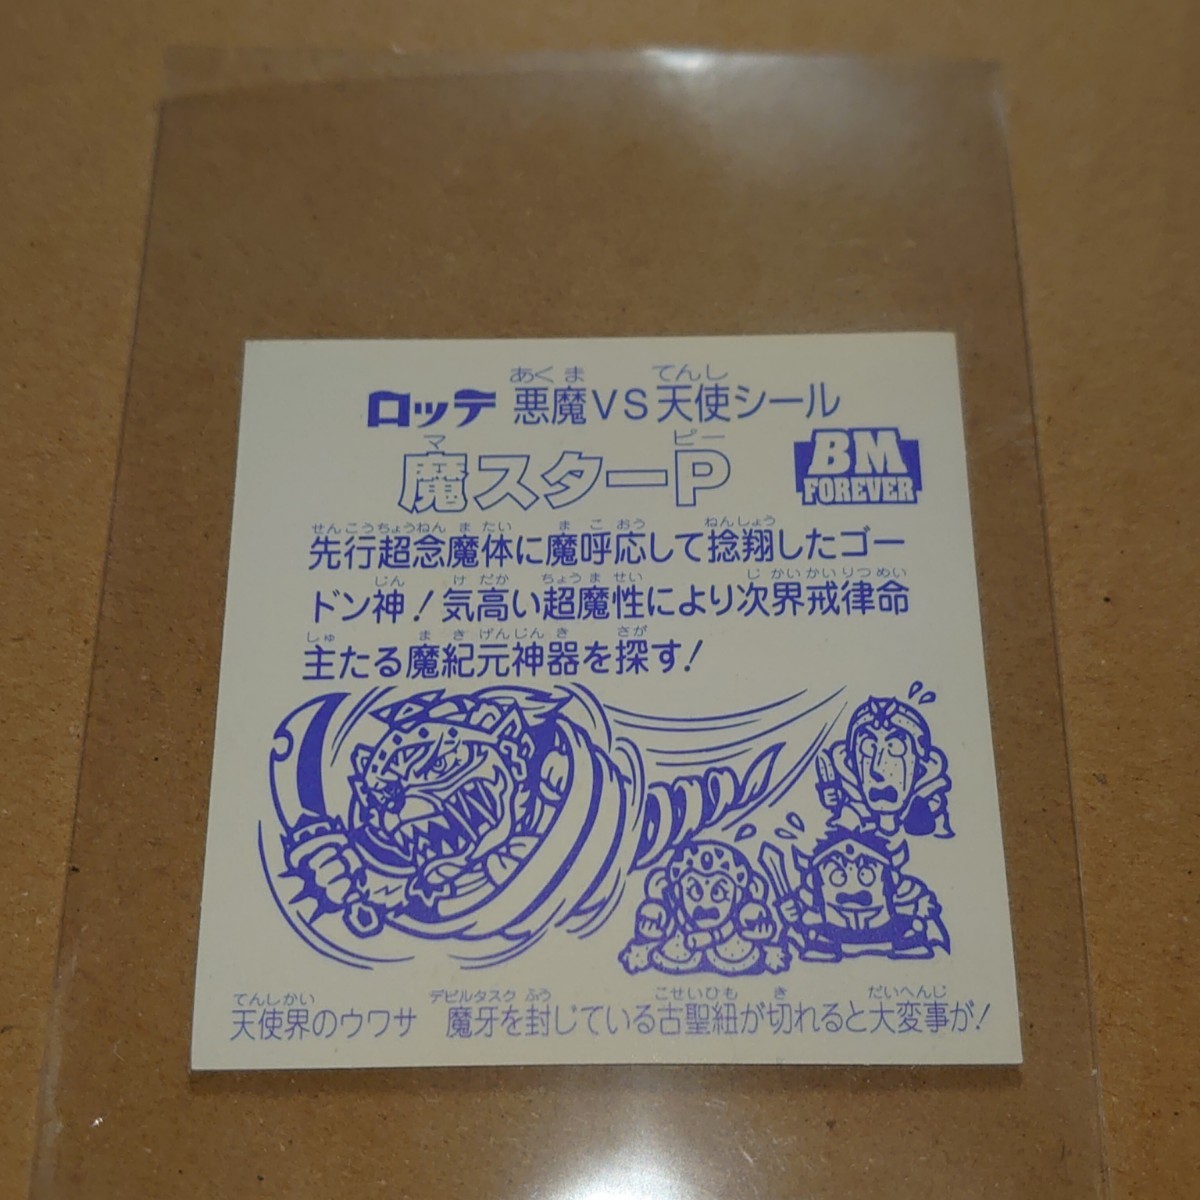 あくま てんし
ロッテ 悪魔VS天使シール
マ ピー
魔スターP
BM
FOREVER
せんこうちょうねん ま たい ま こ おう ねんしょう
先行超念魔体に魔呼応して捻翔したゴー
じん け だか ちょう ま せい じ かいかいりつめい
ドン神！気高い超魔性により次界戒律命
しゅ ま き げんじん き さが
主たる魔紀元神器を探す！
てんしかい デビルタスク ふう こせいひも き だいへんじ
天使界のウワサ 魔牙を封じている古聖紐が切れると大変事が！